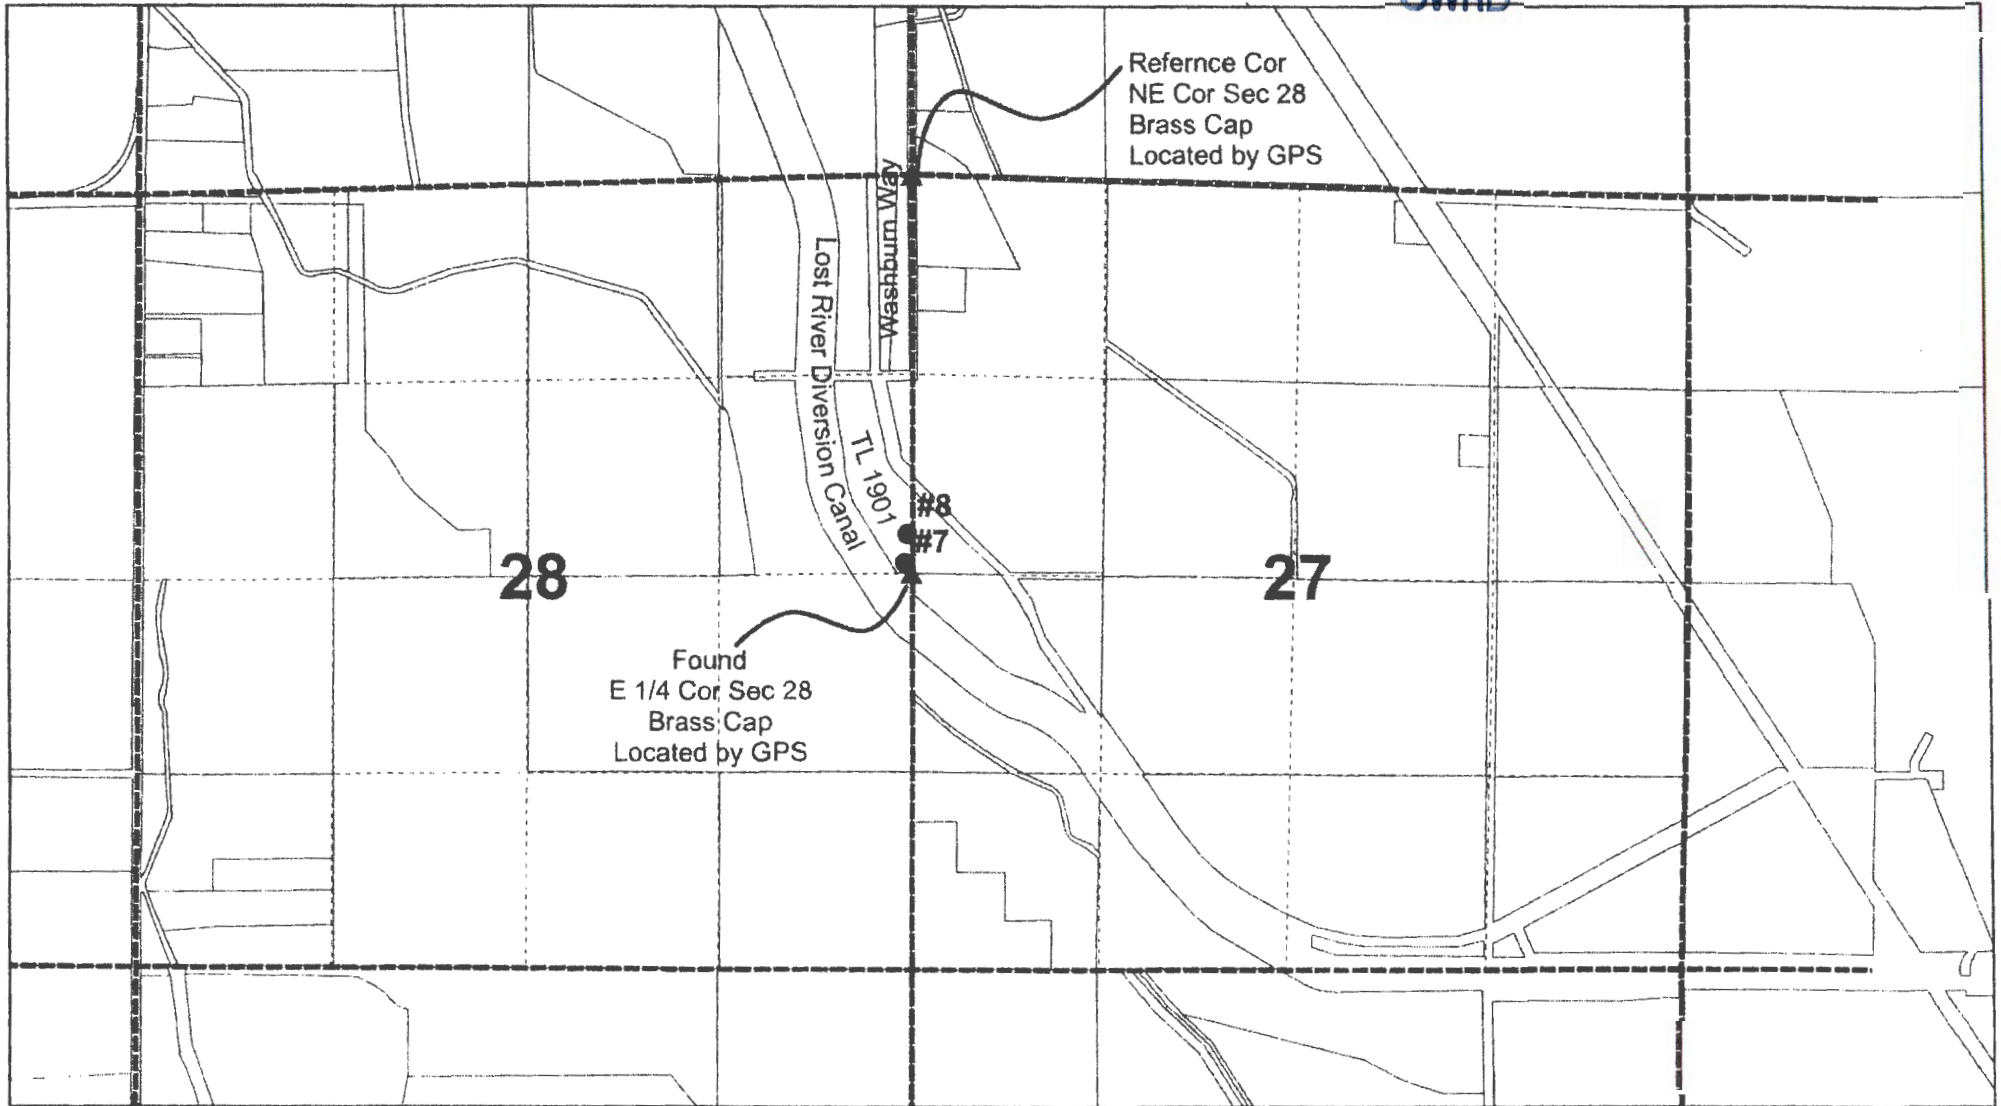 Refernce Cor
NE Cor Sec 28
Brass Cap
Located by GPS
Washburn Way
Lost River Diversion Canal
TL 1901
#8
#7
28
27
Found
E 1/4 Cor Sec 28
Brass Cap
Located by GPS